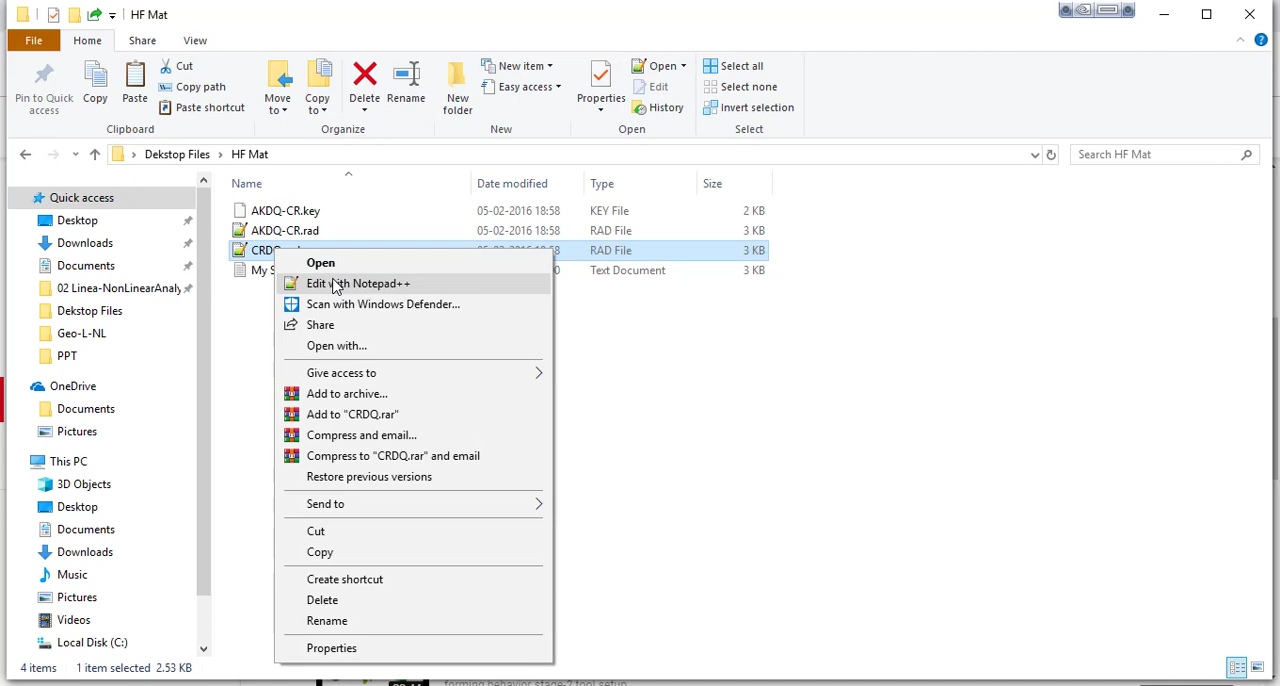 HF Mat
File Home Share View
Pin to Quick access
Copy
Paste
Cut
Copy path
Paste shortcut
Clipboard
Move to
Copy to
Delete
Rename
Organize
New folder
New item
Easy access
New
Properties
Open
Edit
History
Open
Select all
Select none
Invert selection
Select
Dekstop Files › HF Mat
Search HF Mat
Name Date modified Type Size
AKDQ-CR.key 05-02-2016 18:58 KEY File 2 KB
AKDQ-CR.rad 05-02-2016 18:58 RAD File 3 KB
RAD File 3 KB
My Text Document 3 KB
Quick access
Desktop
Downloads
Documents
02 Linea-NonLinearAnaly
Dekstop Files
Geo-L-NL
PPT
OneDrive
Documents
Pictures
This PC
3D Objects
Desktop
Documents
Downloads
Music
Pictures
Videos
Local Disk (C:)
Open
Edit with Notepad++
Scan with Windows Defender...
Share
Open with...
Give access to
Add to archive...
Add to "CRDQ.rar"
Compress and email...
Compress to "CRDQ.rar" and email
Restore previous versions
Send to
Cut
Copy
Create shortcut
Delete
Rename
Properties
4 items 1 item selected 2.53 KB